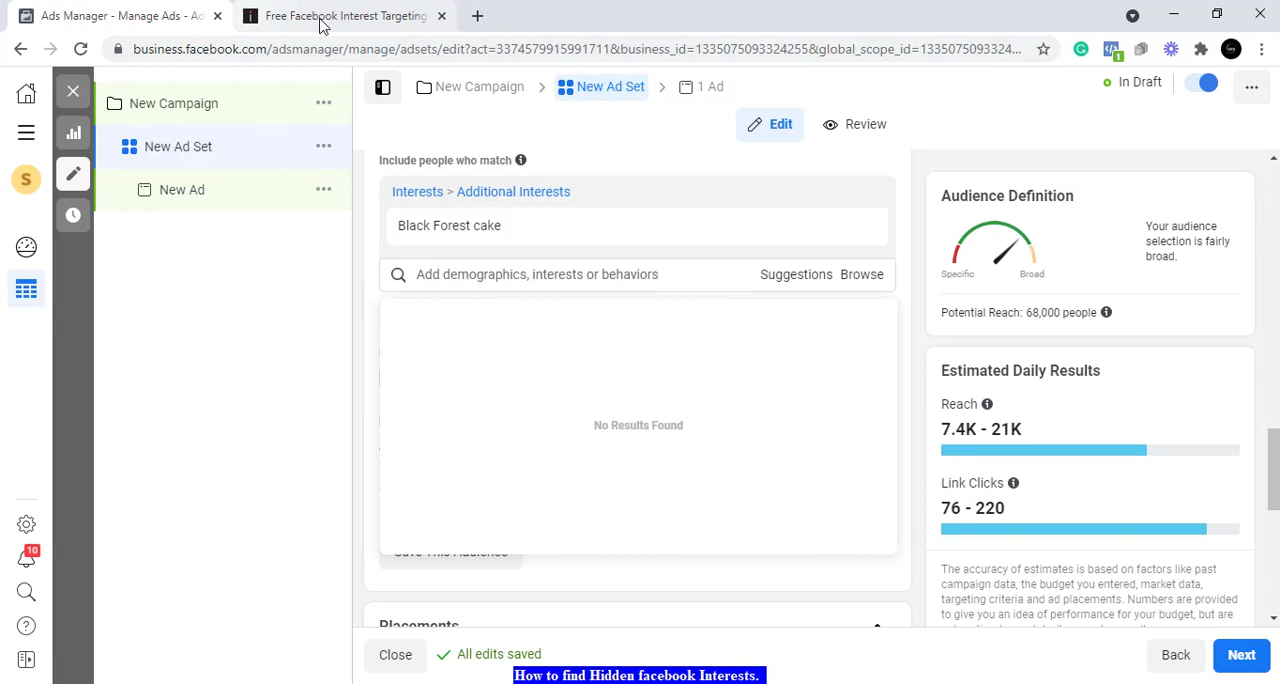 Ads Manager - Manage Ads - Ad
Free Facebook Interest Targeting
business.facebook.com/adsmanager/manage/adsets/edit?act=3374579915991711&business_id=1335075093324255&global_scope_id=1335075093324...
1
New Campaign
New Ad Set
1 Ad
In Draft
Edit
Review
New Campaign
New Ad Set
New Ad
S
10
Include people who match
Interests > Additional Interests
Black Forest cake
Add demographics, interests or behaviors
Suggestions
Browse
No Results Found
Save This Audience
Placements
Audience Definition
Specific
Broad
Your audience
selection is fairly
broad.
Potential Reach: 68,000 people
Estimated Daily Results
Reach
7.4K - 21K
Link Clicks
76 - 220
The accuracy of estimates is based on factors like past
campaign data, the budget you entered, market data,
targeting criteria and ad placements. Numbers are provided
to give you an idea of performance for your budget, but are
Close
All edits saved
Back
Next
How to find Hidden facebook Interests.